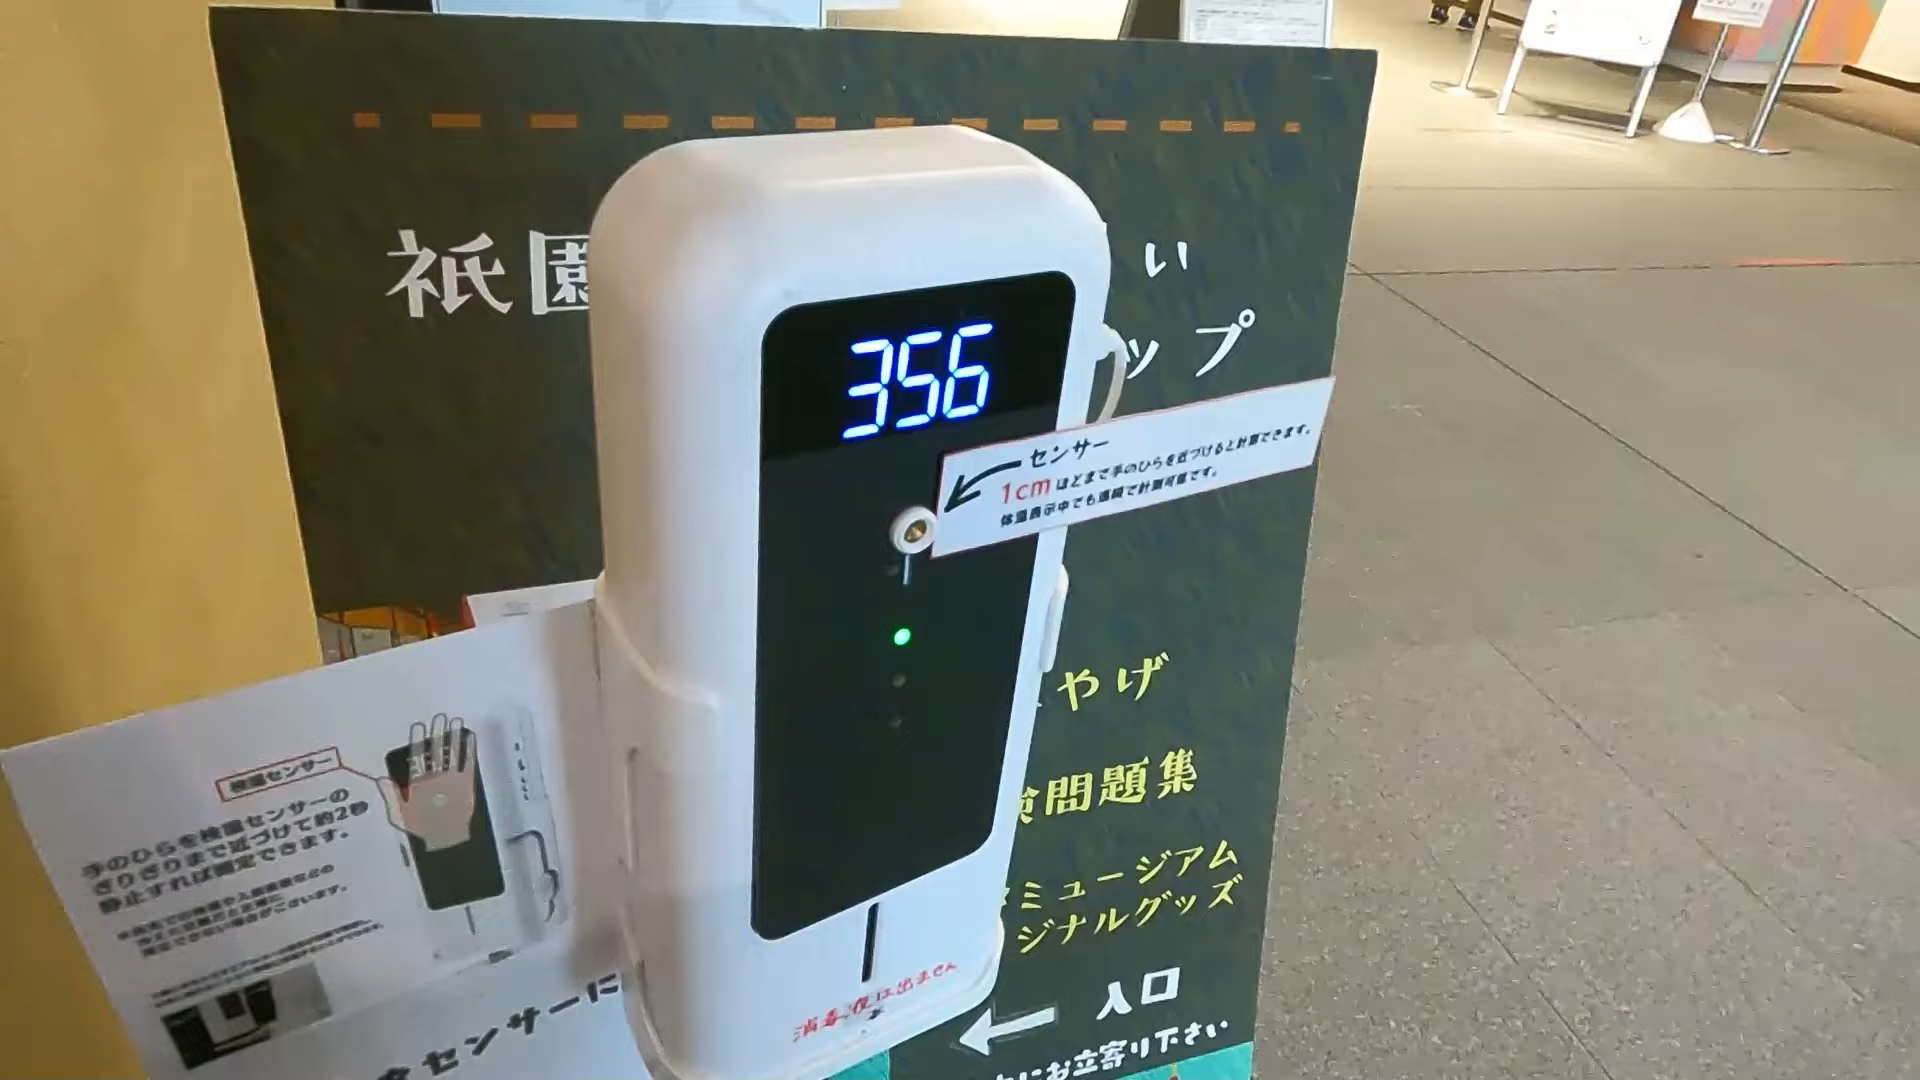 祇園
い
ップ
356
センサー
1cmほどまで手のひらを近づけると計測できます。
体温表示中でも連続で計測可能です。
やげ
検問題集
ミュージアム
ジナルグッズ
入口
にお立寄り下さい
消毒液は出ません
検温センサー
手のひらを検温センサーの
ぎりぎりまで近づけて約2秒
静止すれば測定できます。
センサーに